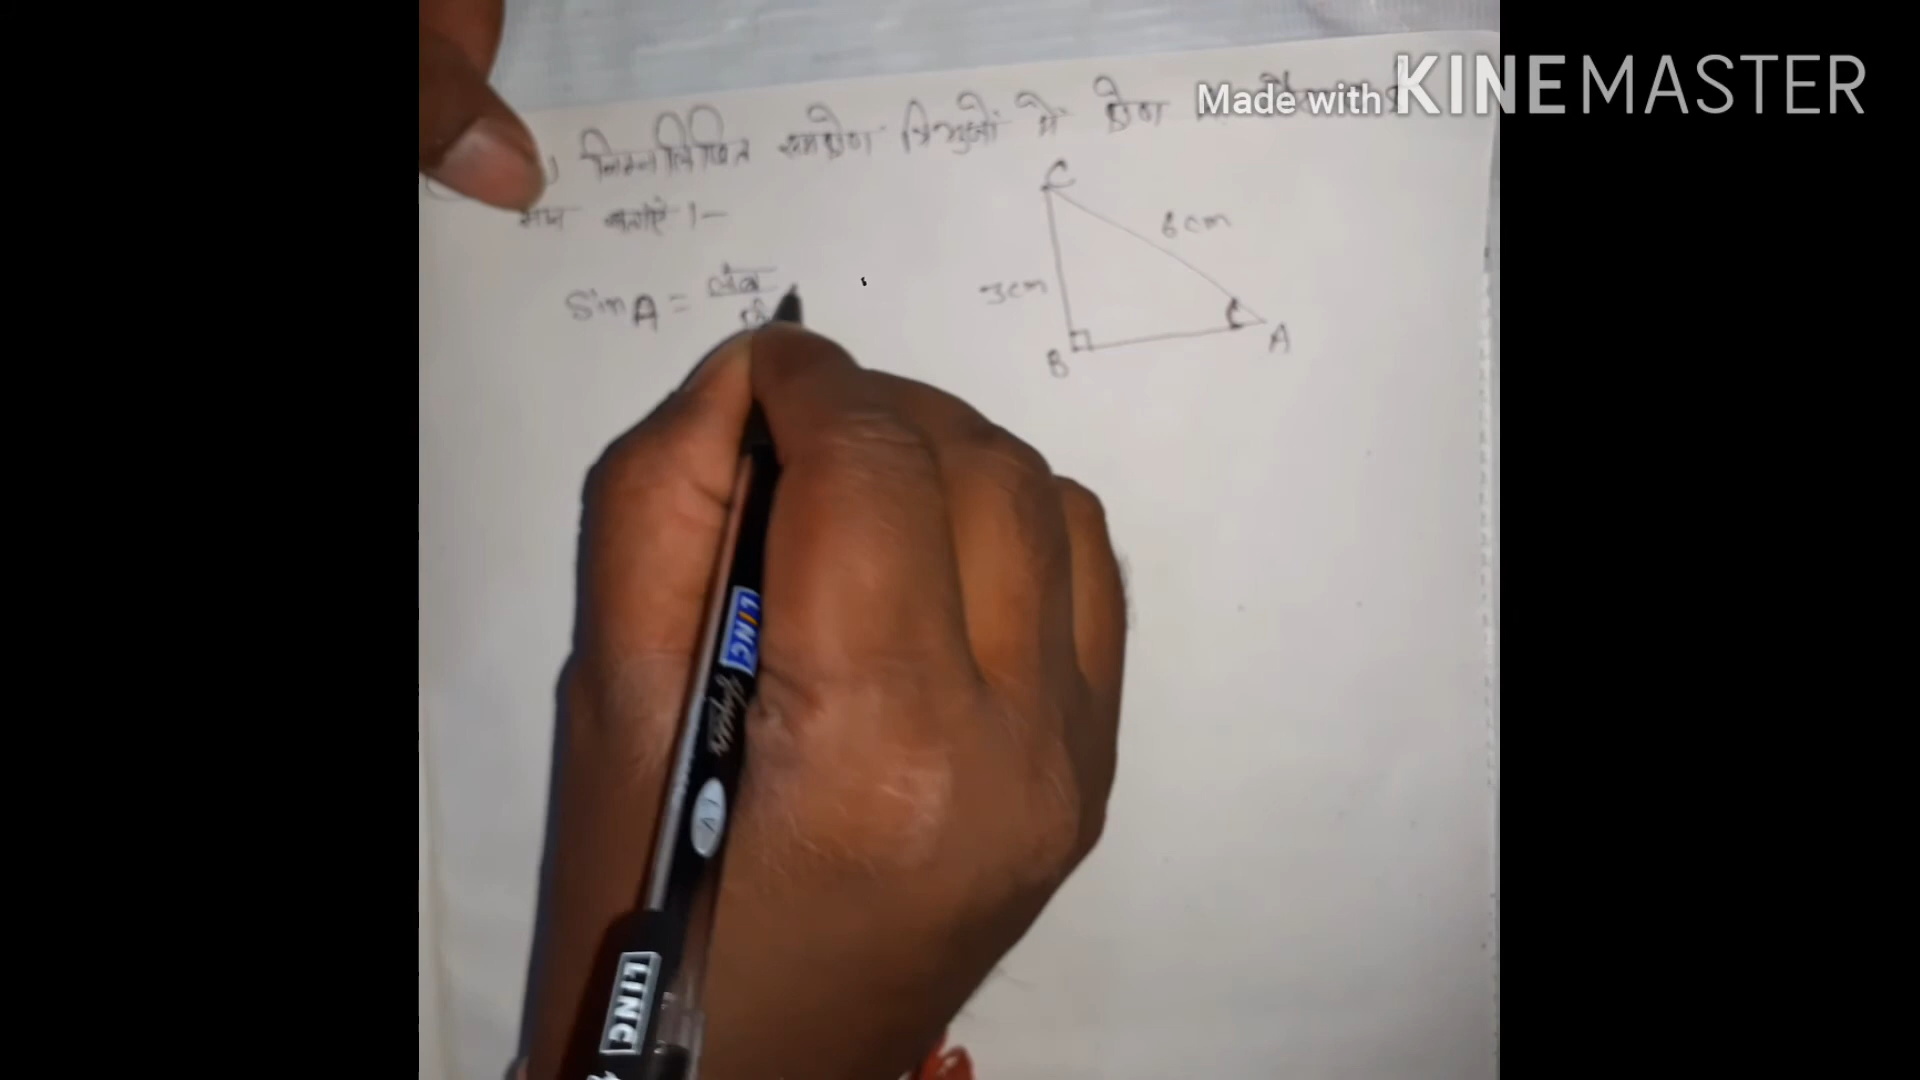 Made with KINEMASTER
निम्नलिखित समकोण त्रिभुजों में कोण
मान बताएं।-
C
6cm
sin A = लंब
3cm
B
A
LINC
LINC